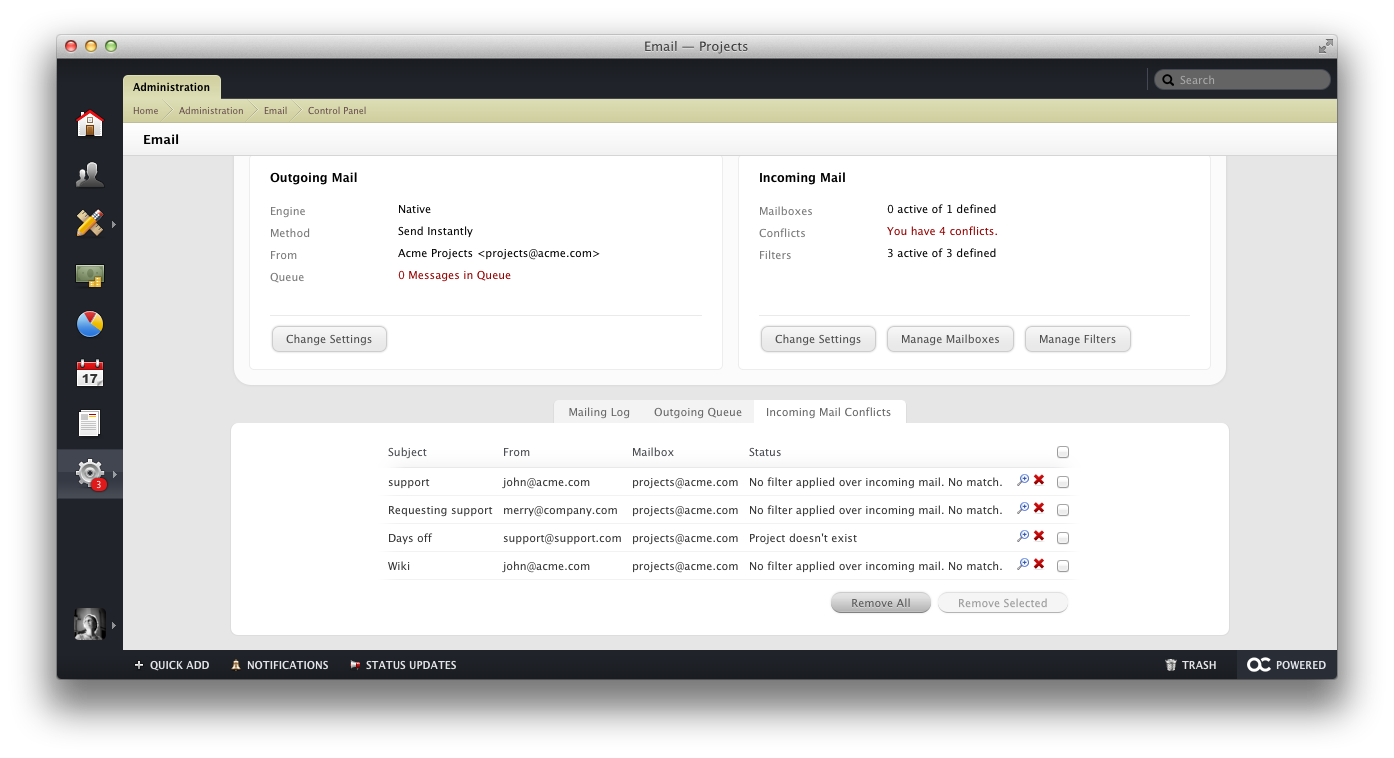 Email — Projects
Administration
Search
Home Administration Email Control Panel
Email
Outgoing Mail
Engine Native
Method Send Instantly
From Acme Projects <projects@acme.com>
Queue 0 Messages in Queue
Change Settings
Incoming Mail
Mailboxes 0 active of 1 defined
Conflicts You have 4 conflicts.
Filters 3 active of 3 defined
Change Settings Manage Mailboxes Manage Filters
17
3
Mailing Log Outgoing Queue Incoming Mail Conflicts
Subject From Mailbox Status
support john@acme.com projects@acme.com No filter applied over incoming mail. No match.
Requesting support merry@company.com projects@acme.com No filter applied over incoming mail. No match.
Days off support@support.com projects@acme.com Project doesn't exist
Wiki john@acme.com projects@acme.com No filter applied over incoming mail. No match.
Remove All Remove Selected
QUICK ADD NOTIFICATIONS STATUS UPDATES TRASH OC POWERED